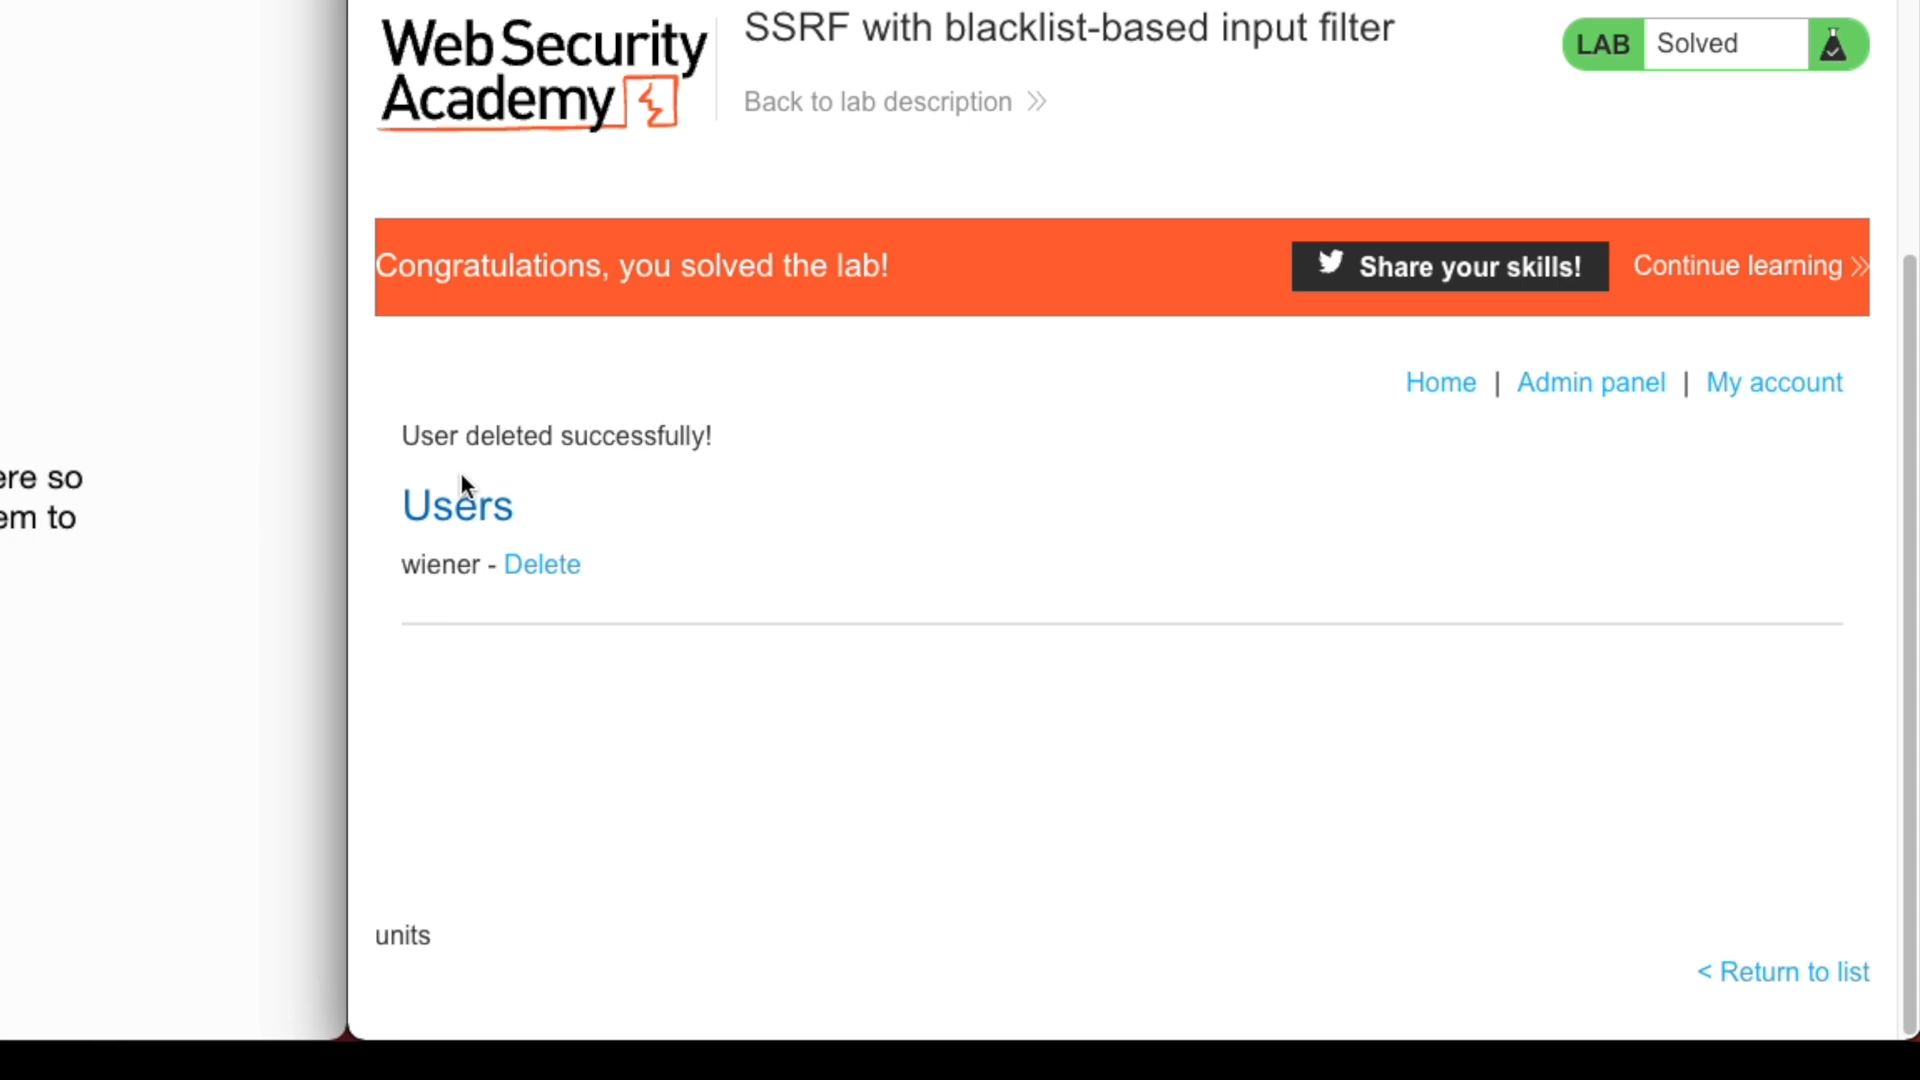 Web Security
Academy
SSRF with blacklist-based input filter
Back to lab description
LAB Solved
Congratulations, you solved the lab!
Share your skills!
Continue learning
Home | Admin panel | My account
User deleted successfully!
ere so
em to
Users
wiener - Delete
units
< Return to list